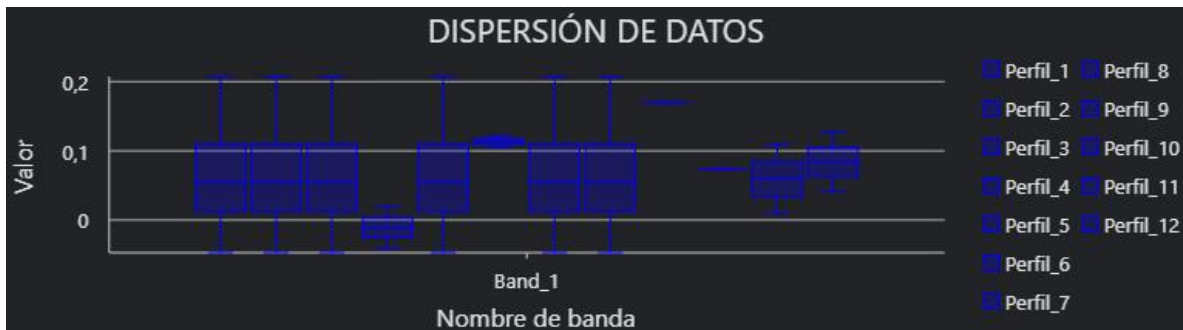 DISPERSIÓN DE DATOS
Valor
0,2
0,1
0
Band_1
Nombre de banda
Perfil_1 Perfil_8
Perfil_2 Perfil_9
Perfil_3 Perfil_10
Perfil_4 Perfil_11
Perfil_5 Perfil_12
Perfil_6
Perfil_7